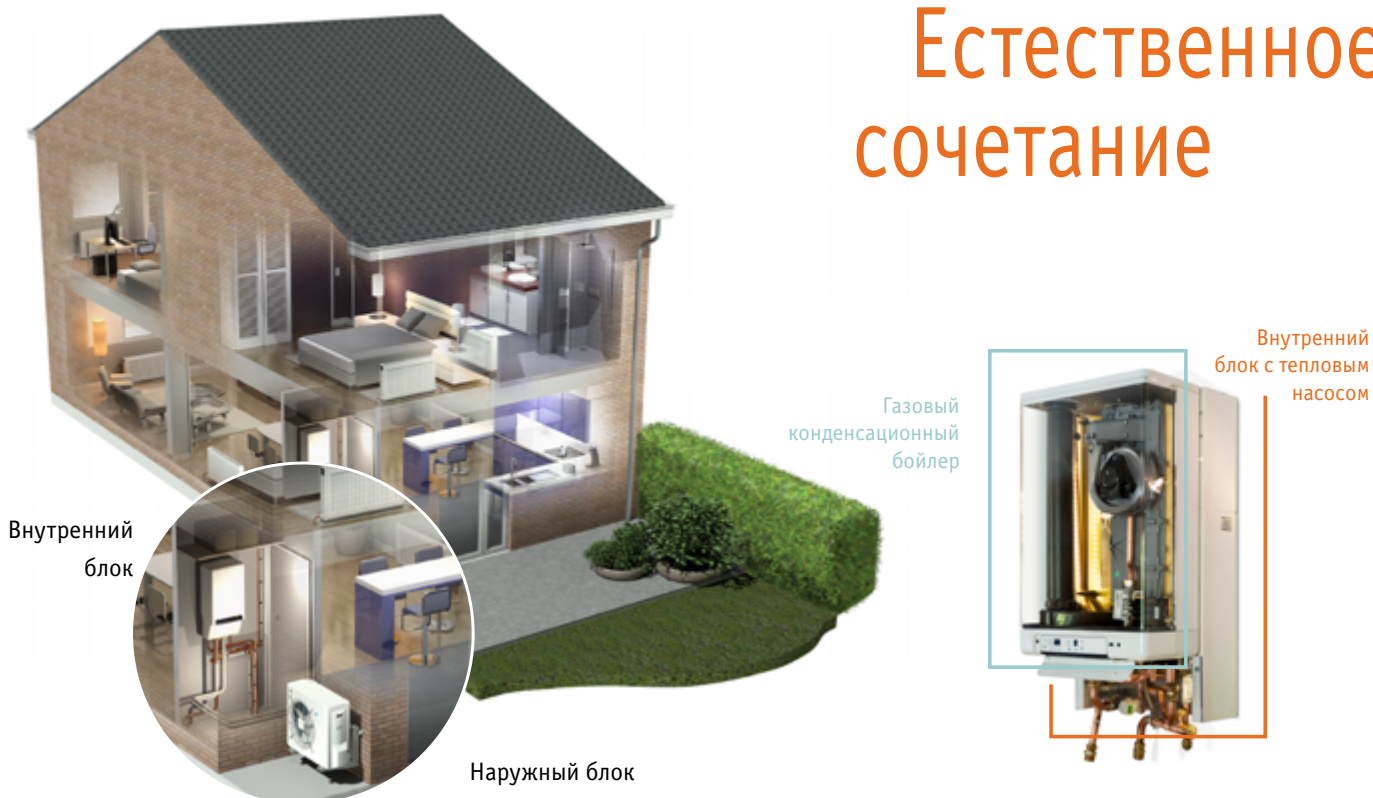 Естественное
сочетание
Внутренний
блок с тепловым
насосом
Газовый
конденсационный
бойлер
Внутренний
блок
Наружный блок